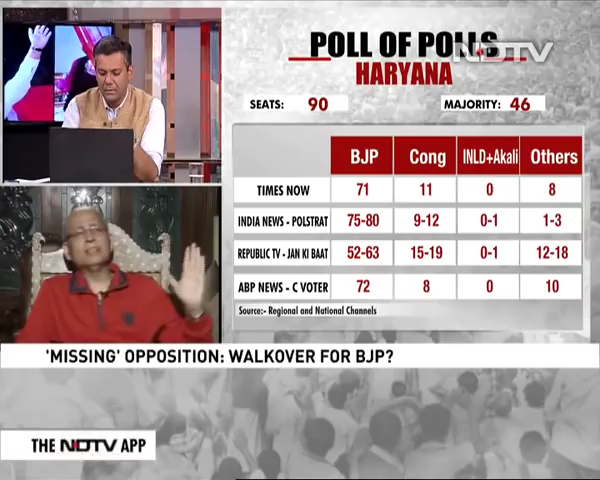 POLL OF POLLS
NDTV
HARYANA
SEATS: 90 MAJORITY: 46
BJP Cong INLD+Akali Others
TIMES NOW 71 11 0 8
INDIA NEWS - POLSTRAT 75-80 9-12 0-1 1-3
REPUBLIC TV - JAN KI BAAT 52-63 15-19 0-1 12-18
ABP NEWS - C VOTER 72 8 0 10
Source:- Regional and National Channels
'MISSING' OPPOSITION: WALKOVER FOR BJP?
THE NDTV APP